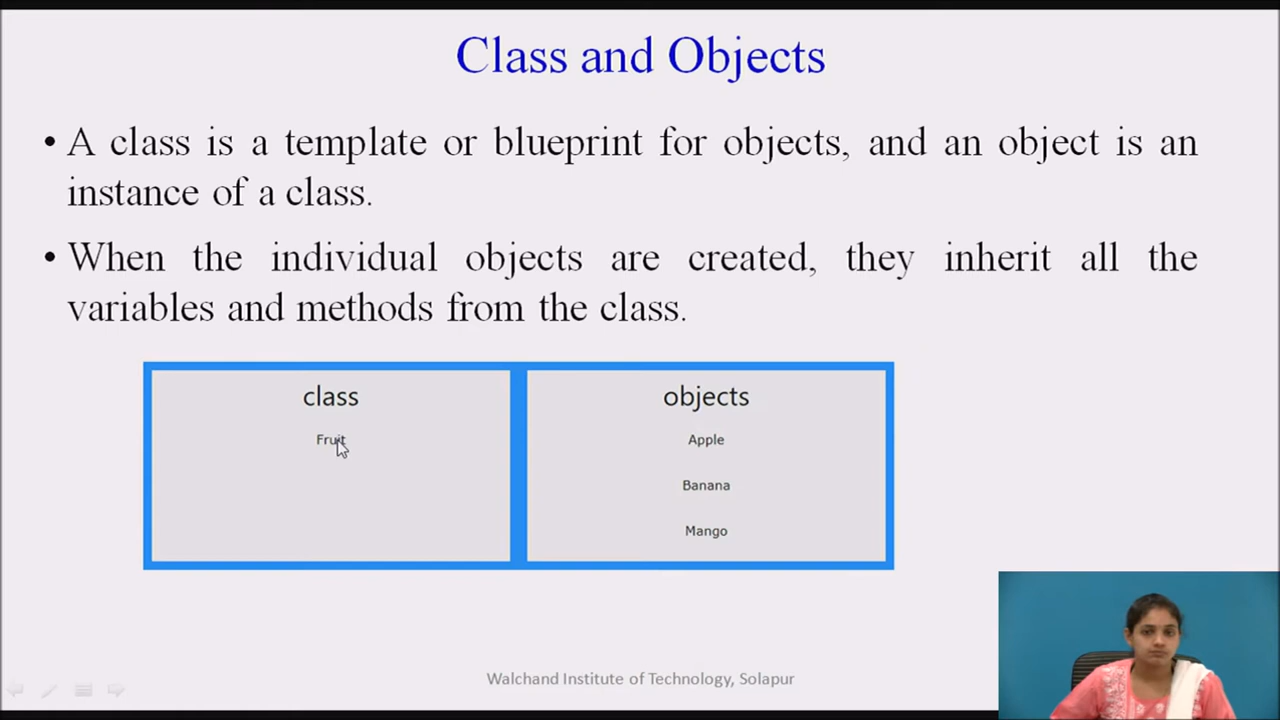 Class and Objects
• A class is a template or blueprint for objects, and an object is an
instance of a class.
• When the individual objects are created, they inherit all the
variables and methods from the class.
class
Fruit
objects
Apple
Banana
Mango
Walchand Institute of Technology, Solapur